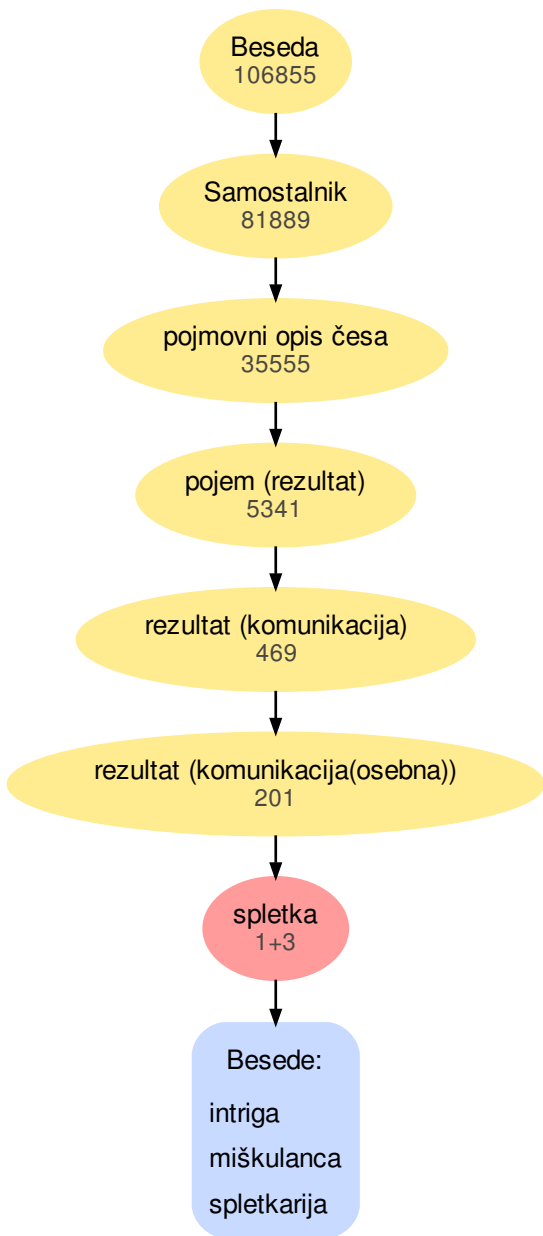 Beseda
106855
Samostalnik
81889
pojmovni opis česa
35555
pojem (rezultat)
5341
rezultat (komunikacija)
469
rezultat (komunikacija(osebna))
201
spletka
1+3
Besede:
intriga
miškulanca
spletkarija